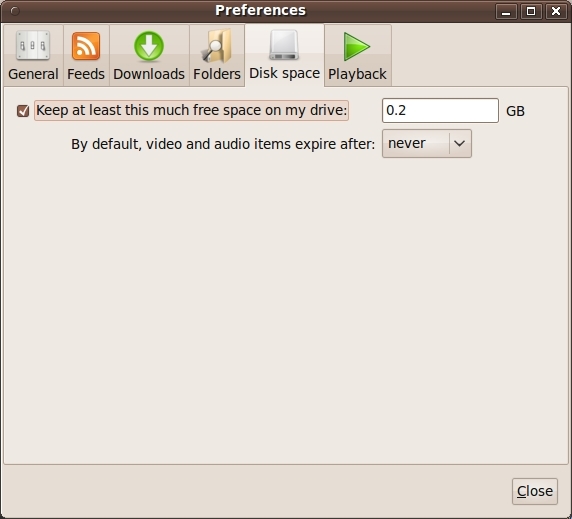 Preferences
General Feeds Downloads Folders Disk space Playback
Keep at least this much free space on my drive: 0.2 GB
By default, video and audio items expire after: never
Close